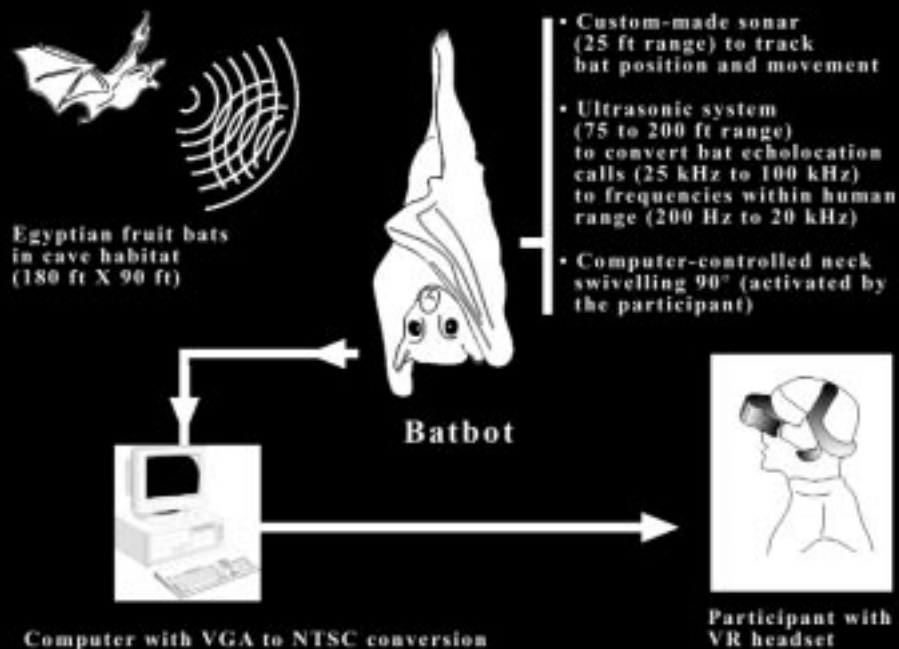 • Custom-made sonar
(25 ft range) to track
bat position and movement
• Ultrasonic system
(75 to 200 ft range)
to convert bat echolocation
calls (25 kHz to 100 kHz)
to frequencies within human
range (200 Hz to 20 kHz)
• Computer-controlled neck
swivelling 90° (activated by
the participant)
Egyptian fruit bats
in cave habitat
(180 ft X 90 ft)
Batbot
Computer with VGA to NTSC conversion
Participant with
VR headset